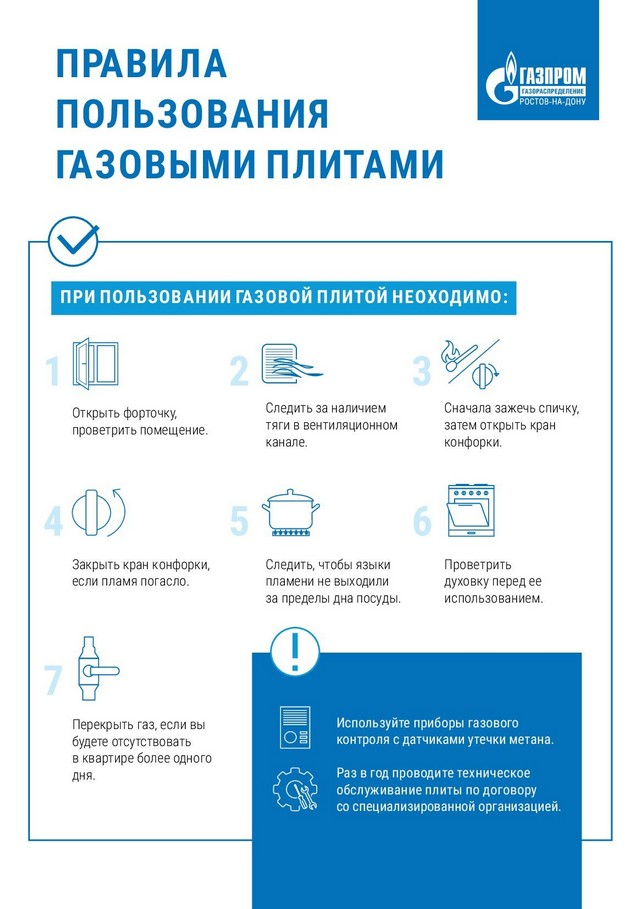 ПРАВИЛА
ПОЛЬЗОВАНИЯ
ГАЗОВЫМИ ПЛИТАМИ
ГАЗПРОМ
ГАЗОРАСПРЕДЕЛЕНИЕ
РОСТОВ-НА-ДОНУ
ПРИ ПОЛЬЗОВАНИИ ГАЗОВОЙ ПЛИТОЙ НЕОХОДИМО:
1
Открыть форточку,
проветрить помещение.
2
Следить за наличием
тяги в вентиляционном
канале.
3
Сначала зажечь спичку,
затем открыть кран
конфорки.
4
Закрыть кран конфорки,
если пламя погасло.
5
Следить, чтобы языки
пламени не выходили
за пределы дна посуды.
6
Проветрить
духовку перед ее
использованием.
7
Перекрыть газ, если вы
будете отсутствовать
в квартире более одного
дня.
!
Используйте приборы газового
контроля с датчиками утечки метана.
Раз в год проводите техническое
обслуживание плиты по договору
со специализированной организацией.